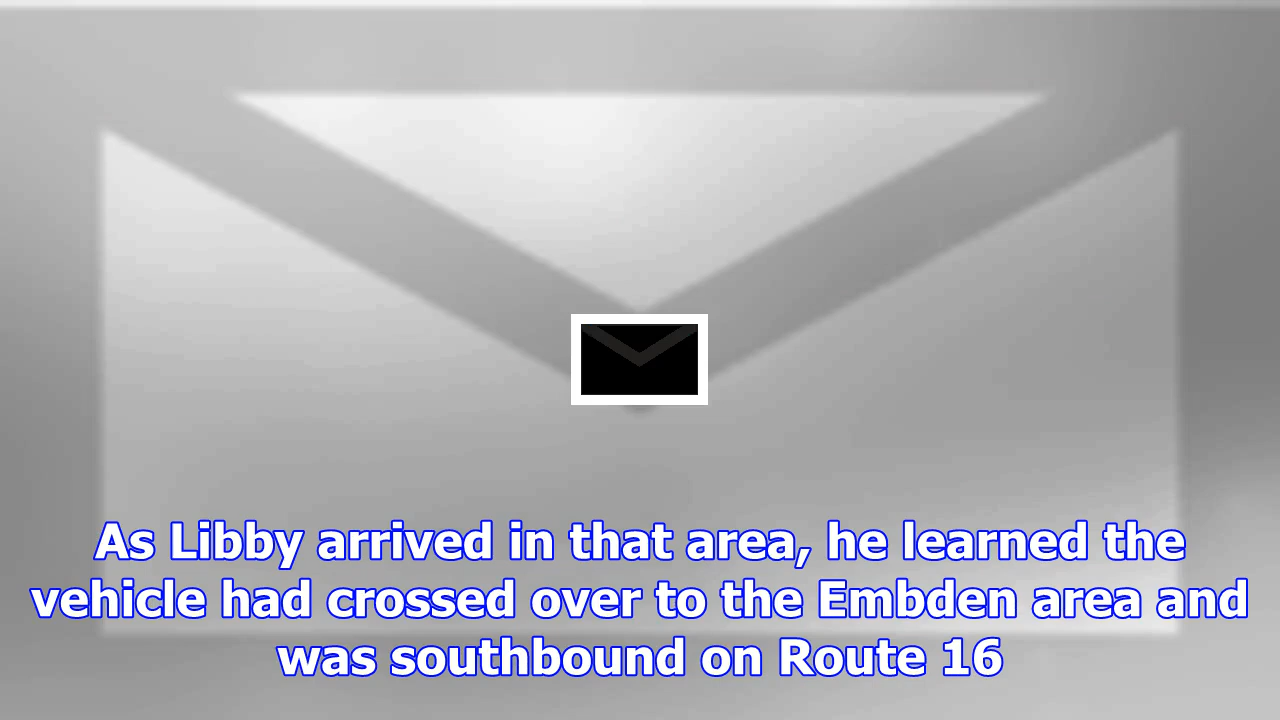 As Libby arrived in that area, he learned the
vehicle had crossed over to the Embden area and
was southbound on Route 16